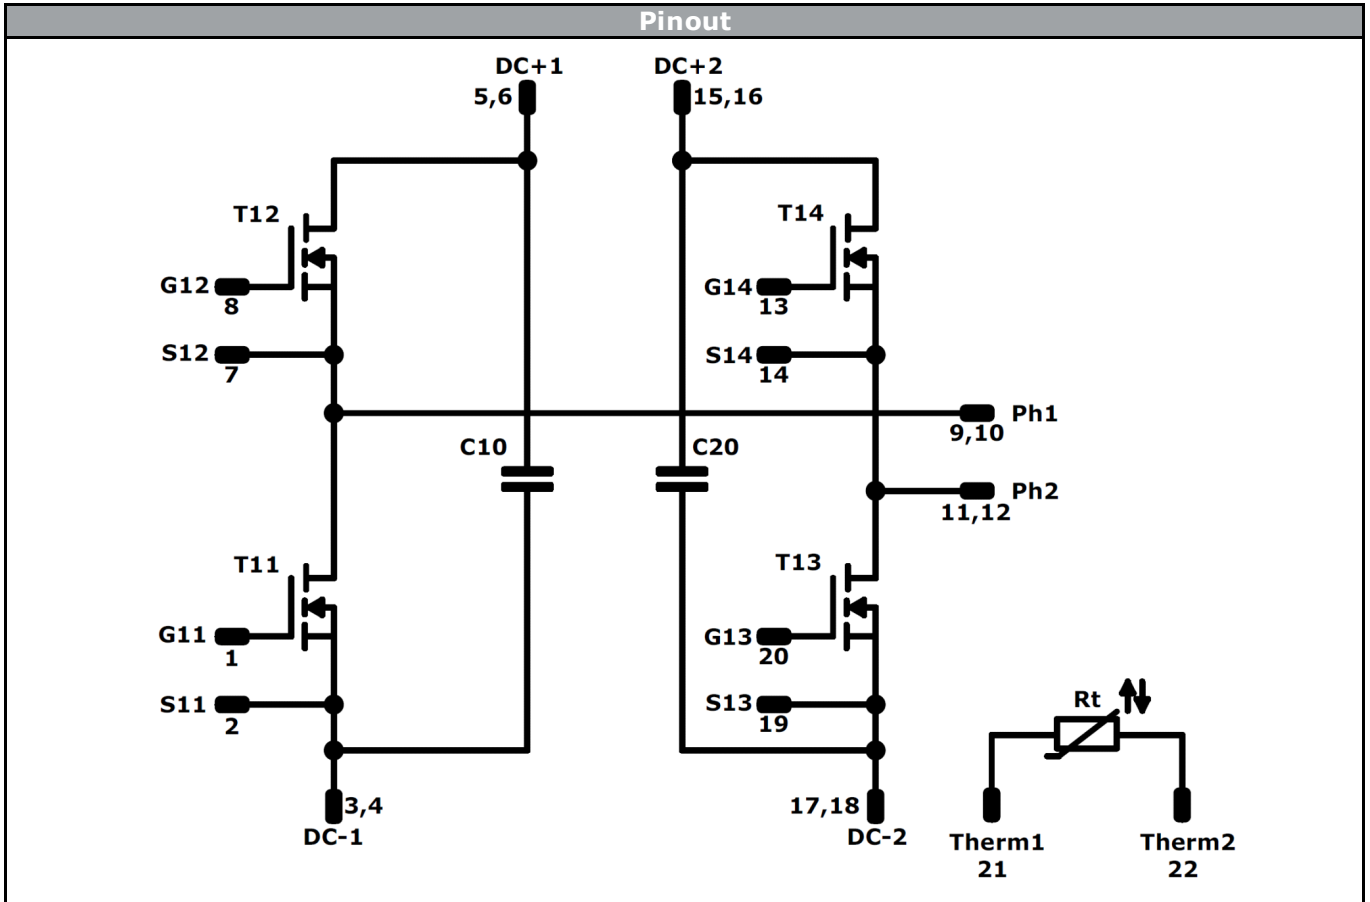 Pinout
DC+1
DC+2
5,6
15,16
T12
T14
G12
8
G14
13
S12
7
S14
14
Ph1
9,10
C10
C20
Ph2
11,12
T11
T13
G11
1
G13
20
S11
2
S13
19
Rt
3,4
DC-1
17,18
DC-2
Therm1
21
Therm2
22